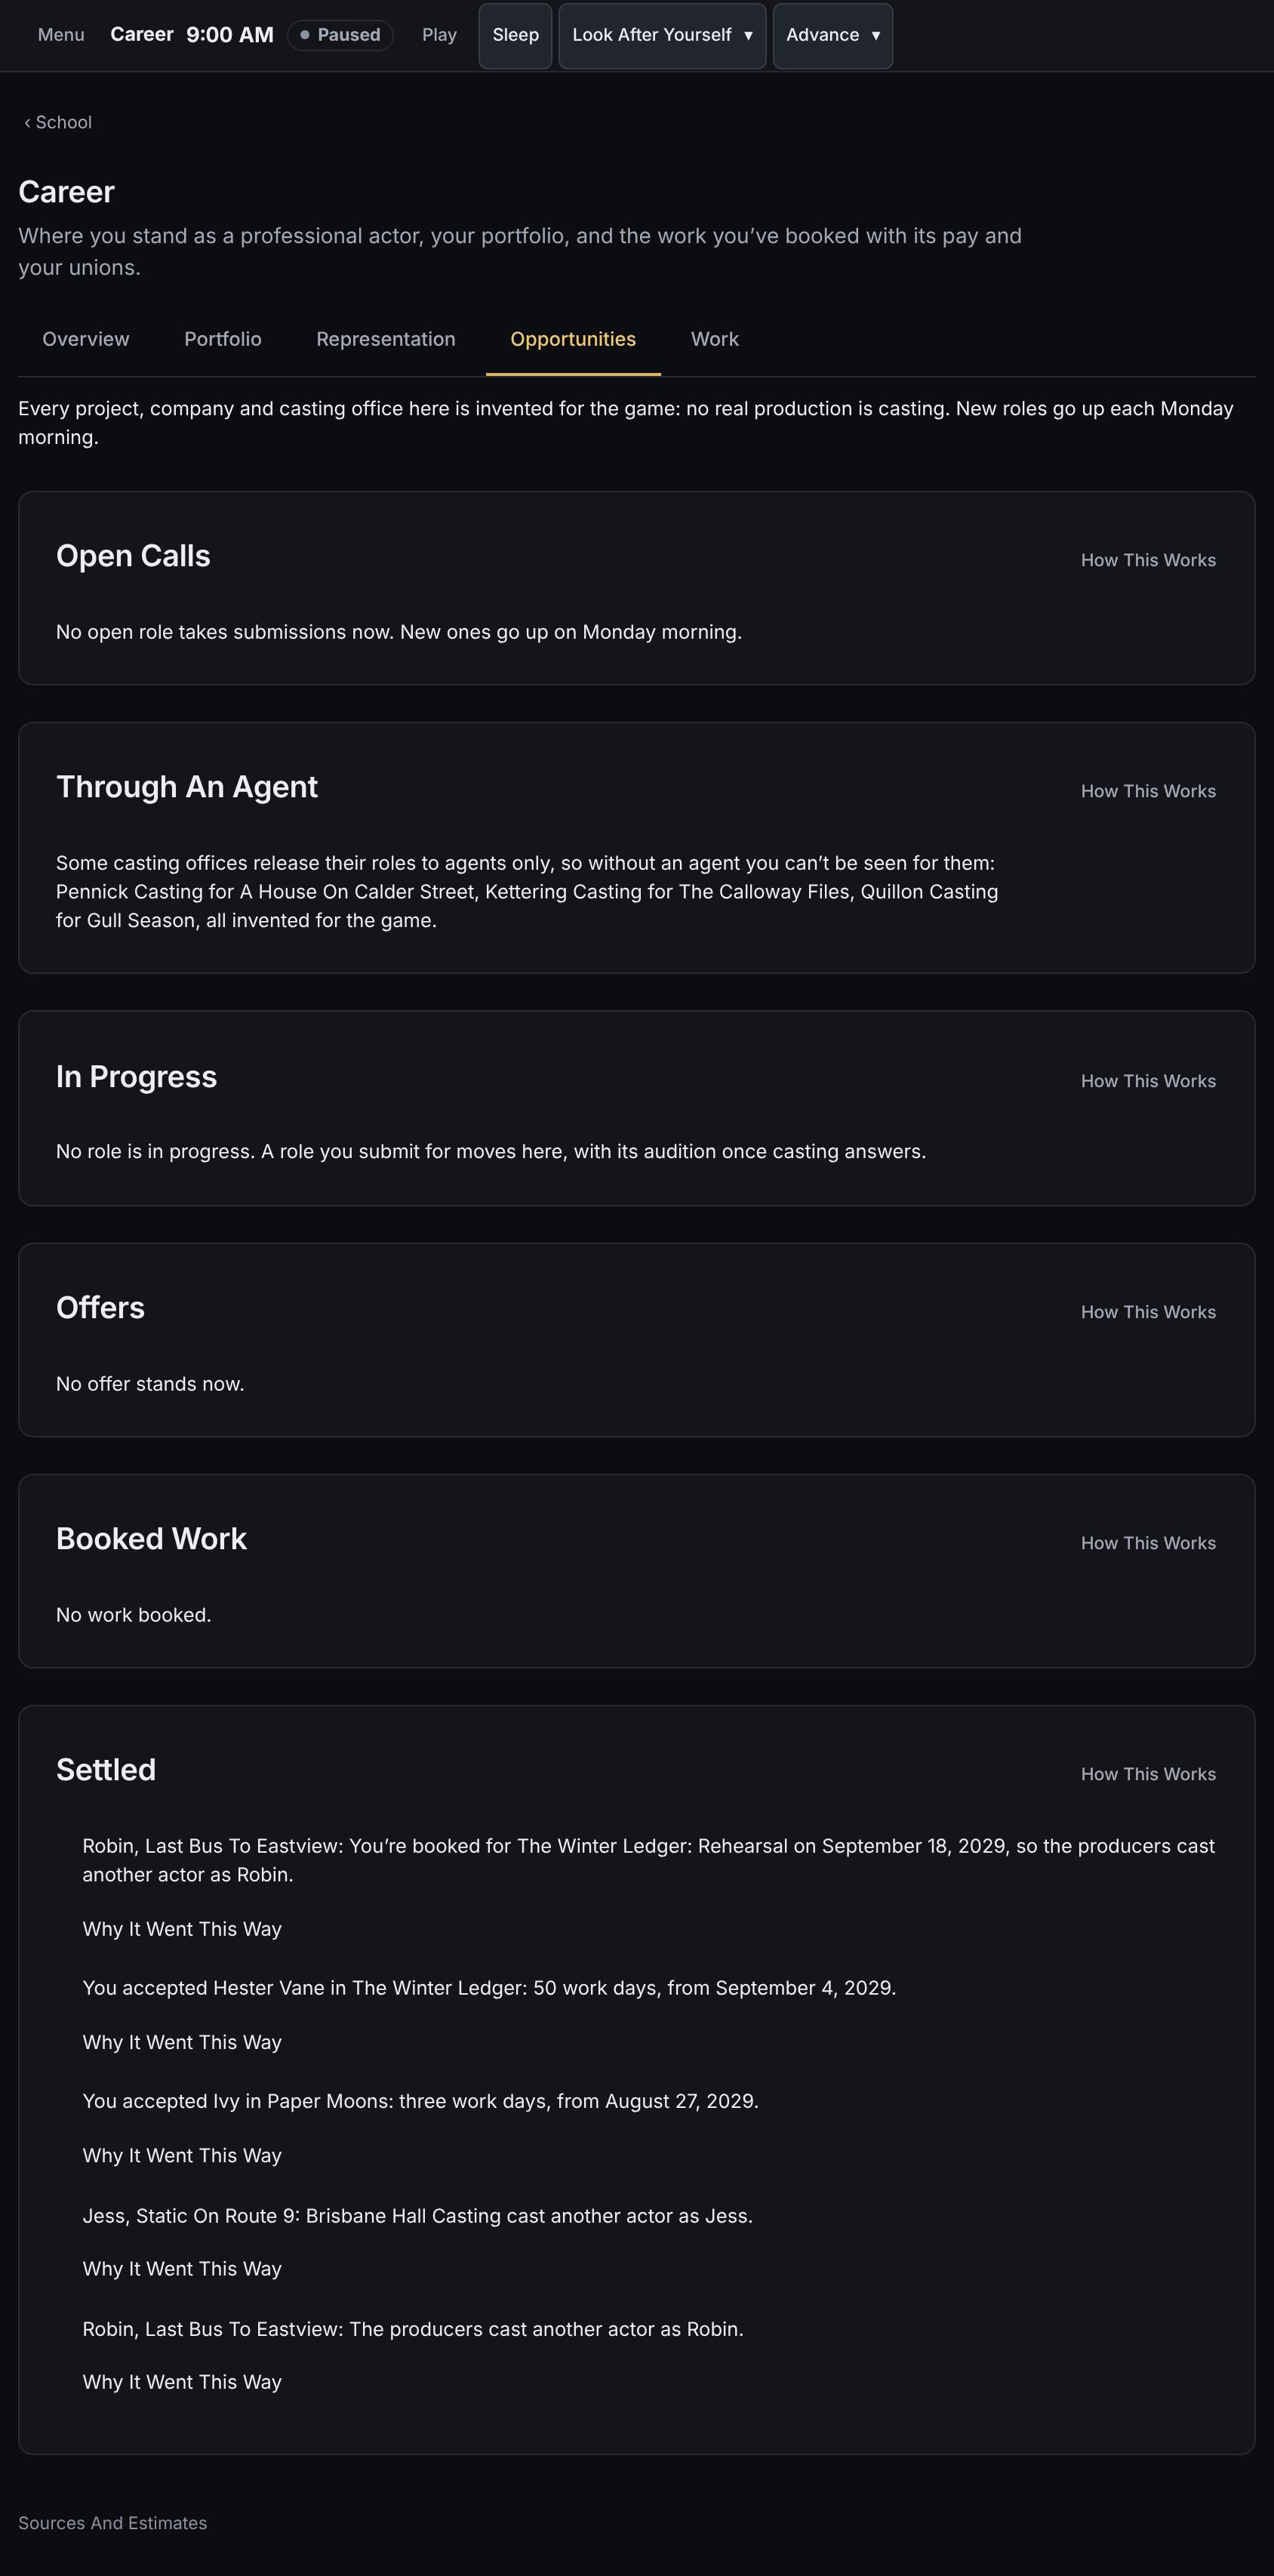 Menu Career 9:00 AM Paused Play Sleep Look After Yourself ▾ Advance ▾
‹ School
Career
Where you stand as a professional actor, your portfolio, and the work you’ve booked with its pay and
your unions.
Overview Portfolio Representation Opportunities Work
Every project, company and casting office here is invented for the game: no real production is casting. New roles go up each Monday
morning.
Open Calls How This Works
No open role takes submissions now. New ones go up on Monday morning.
Through An Agent How This Works
Some casting offices release their roles to agents only, so without an agent you can’t be seen for them:
Pennick Casting for A House On Calder Street, Kettering Casting for The Calloway Files, Quillon Casting
for Gull Season, all invented for the game.
In Progress How This Works
No role is in progress. A role you submit for moves here, with its audition once casting answers.
Offers How This Works
No offer stands now.
Booked Work How This Works
No work booked.
Settled How This Works
Robin, Last Bus To Eastview: You’re booked for The Winter Ledger: Rehearsal on September 18, 2029, so the producers cast
another actor as Robin.
Why It Went This Way
You accepted Hester Vane in The Winter Ledger: 50 work days, from September 4, 2029.
Why It Went This Way
You accepted Ivy in Paper Moons: three work days, from August 27, 2029.
Why It Went This Way
Jess, Static On Route 9: Brisbane Hall Casting cast another actor as Jess.
Why It Went This Way
Robin, Last Bus To Eastview: The producers cast another actor as Robin.
Why It Went This Way
Sources And Estimates